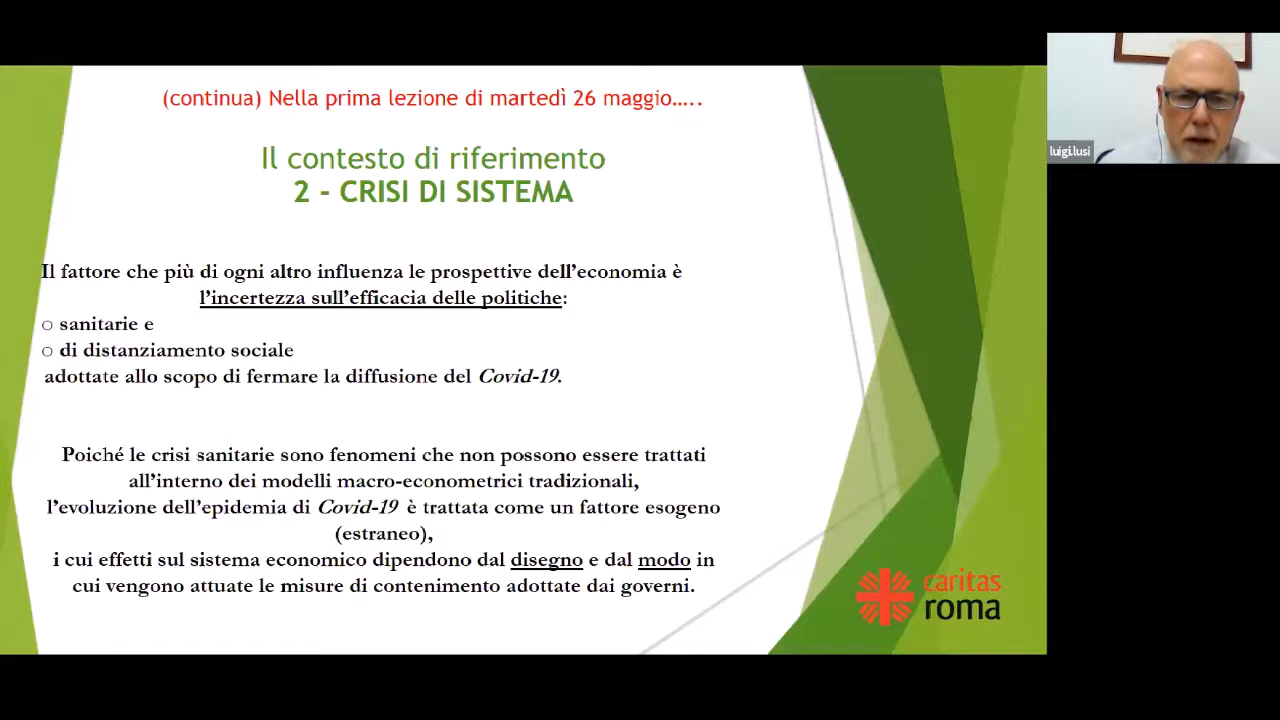 (continua) Nella prima lezione di martedì 26 maggio…..
Il contesto di riferimento
2 - CRISI DI SISTEMA
Il fattore che più di ogni altro influenza le prospettive dell’economia è
l’incertezza sull’efficacia delle politiche:
o sanitarie e
o di distanziamento sociale
adottate allo scopo di fermare la diffusione del Covid-19.
Poiché le crisi sanitarie sono fenomeni che non possono essere trattati
all’interno dei modelli macro-econometrici tradizionali,
l’evoluzione dell’epidemia di Covid-19 è trattata come un fattore esogeno
(estraneo),
i cui effetti sul sistema economico dipendono dal disegno e dal modo in
cui vengono attuate le misure di contenimento adottate dai governi.
caritas
roma
luigi.lusi